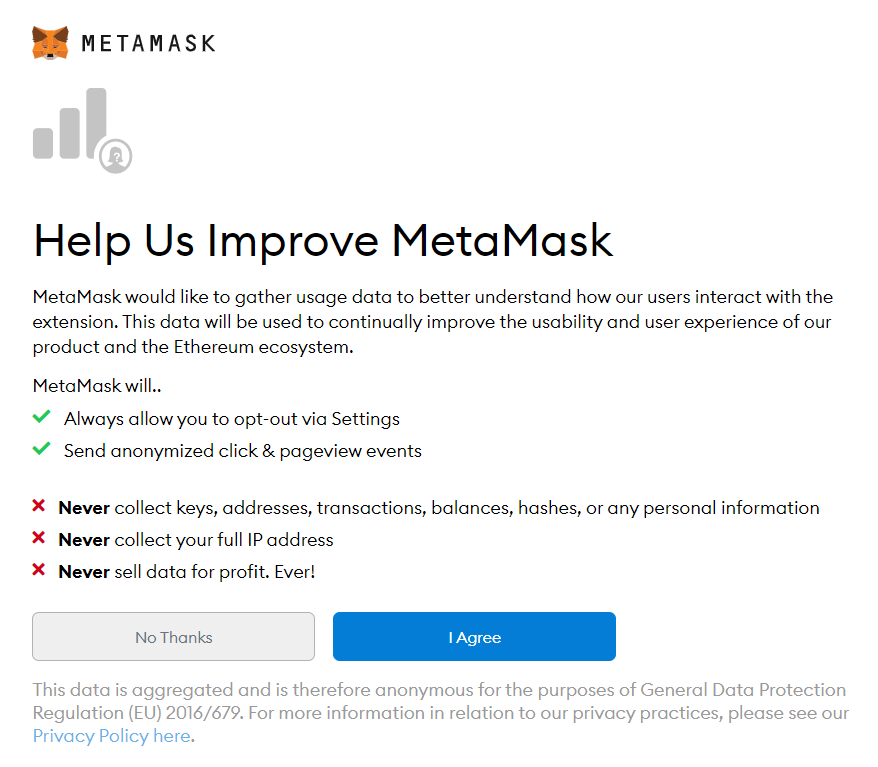 METAMASK
?
Help Us Improve MetaMask
MetaMask would like to gather usage data to better understand how our users interact with the
extension. This data will be used to continually improve the usability and user experience of our
product and the Ethereum ecosystem.
MetaMask will..
Always allow you to opt-out via Settings
Send anonymized click & pageview events
Never collect keys, addresses, transactions, balances, hashes, or any personal information
Never collect your full IP address
Never sell data for profit. Ever!
No Thanks
I Agree
This data is aggregated and is therefore anonymous for the purposes of General Data Protection
Regulation (EU) 2016/679. For more information in relation to our privacy practices, please see our
Privacy Policy here.